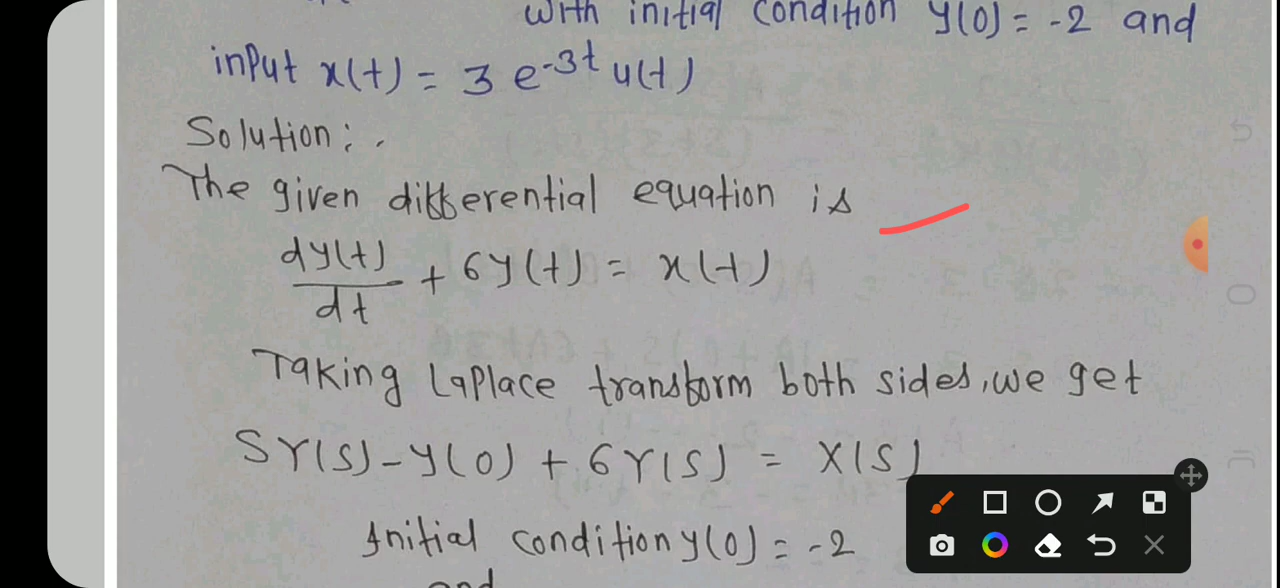 with initial condition y(0) = -2 and
input x(t) = 3 e^-3t u(t)
Solution: .
The given differential equation is
dy(t)/dt + 6y(t) = x(t)
Taking Laplace transform both sides, we get
SY(S) - y(0) + 6Y(S) = X(S)
Initial condition y(0) = -2
and